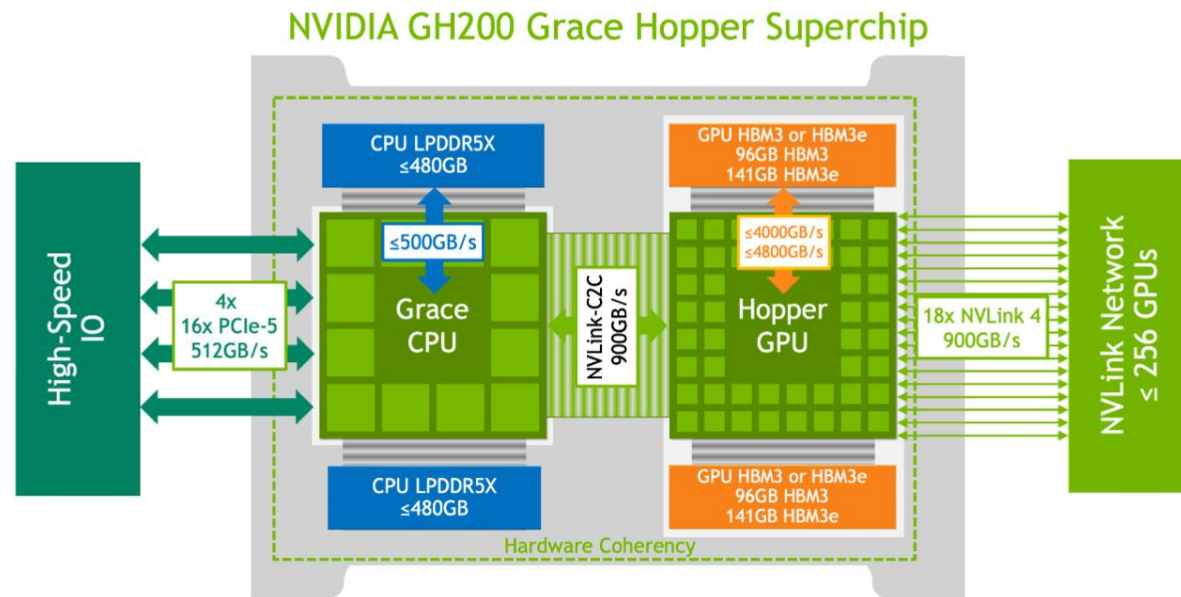 NVIDIA GH200 Grace Hopper Superchip
High-Speed
IO
4x
16x PCIe-5
512GB/s
CPU LPDDR5X
≤480GB
≤500GB/s
Grace
CPU
CPU LPDDR5X
≤480GB
NVLink-C2C
900GB/s
GPU HBM3 or HBM3e
96GB HBM3
141GB HBM3e
≤4000GB/s
≤4800GB/s
Hopper
GPU
GPU HBM3 or HBM3e
96GB HBM3
141GB HBM3e
18x NVLink 4
900GB/s
NVLink Network
≤ 256 GPUs
Hardware Coherency